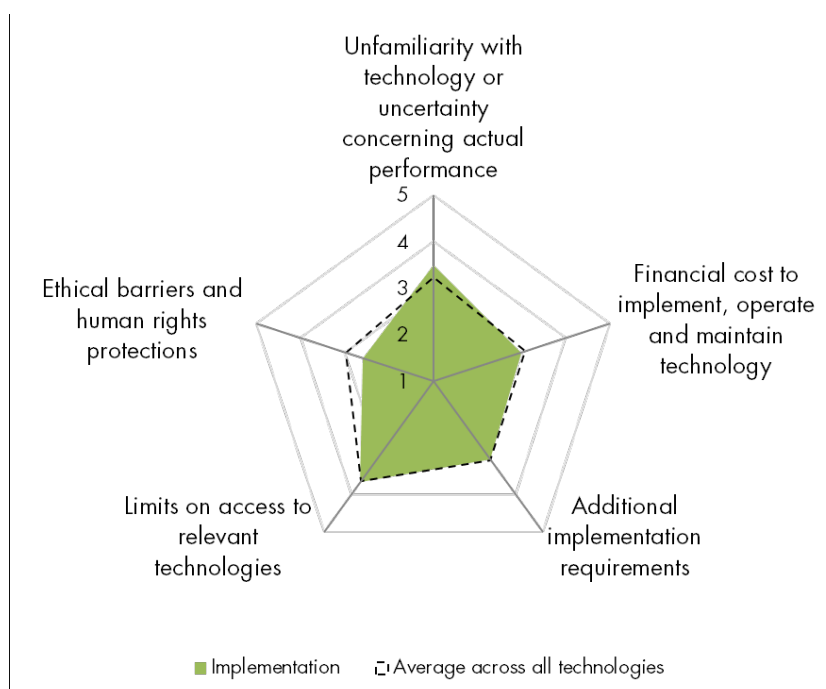 Unfamiliarity with
technology or
uncertainty
concerning actual
performance
5
4
3
2
1
Financial cost to
implement, operate
and maintain
technology
Ethical barriers and
human rights
protections
Limits on access to
relevant
technologies
Additional
implementation
requirements
Implementation
Average across all technologies